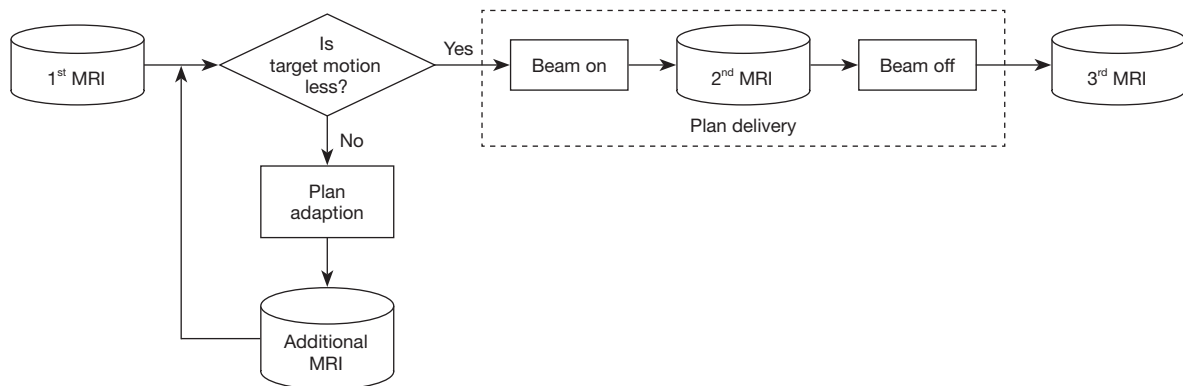 1st MRI
Is
target motion
less?
Yes
Beam on
2nd MRI
Beam off
3rd MRI
Plan delivery
No
Plan
adaption
Additional
MRI